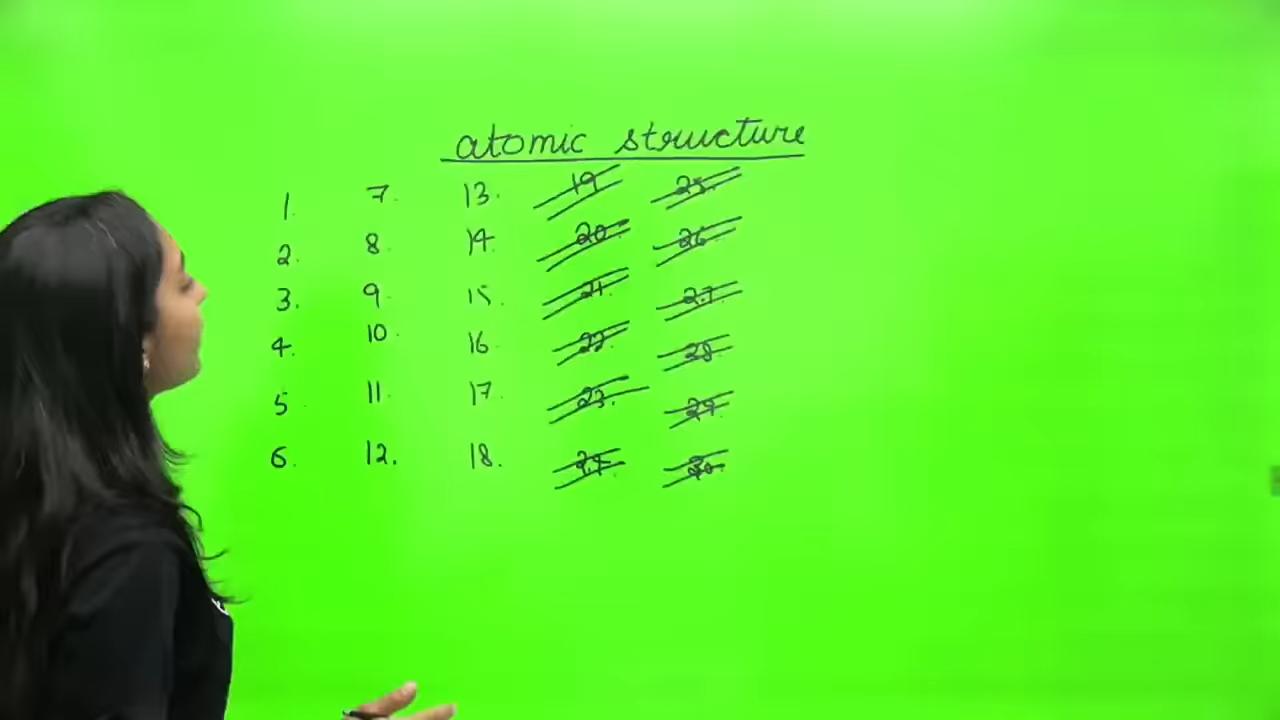 atomic structure
1. 7. 13. 19 25.
2. 8. 14. 20. 26.
3. 9. 15. 21. 27.
4. 10. 16 22. 28.
5 11. 17. 23. 29.
6. 12. 18. 24. 30.